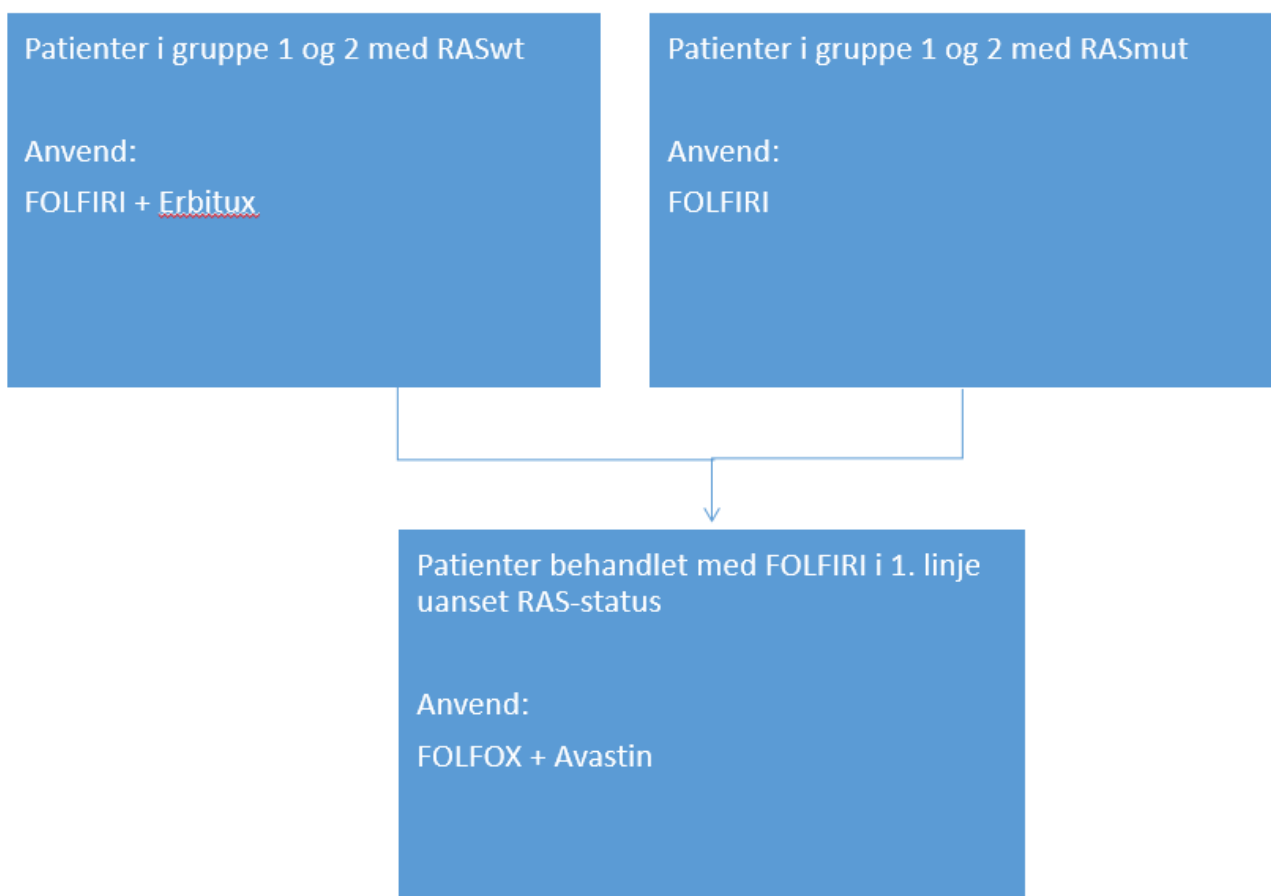 Patienter i gruppe 1 og 2 med RASwt
Anvend:
FOLFIRI + Erbitux
Patienter i gruppe 1 og 2 med RASmut
Anvend:
FOLFIRI
Patienter behandlet med FOLFIRI i 1. linje
uanset RAS-status
Anvend:
FOLFOX + Avastin